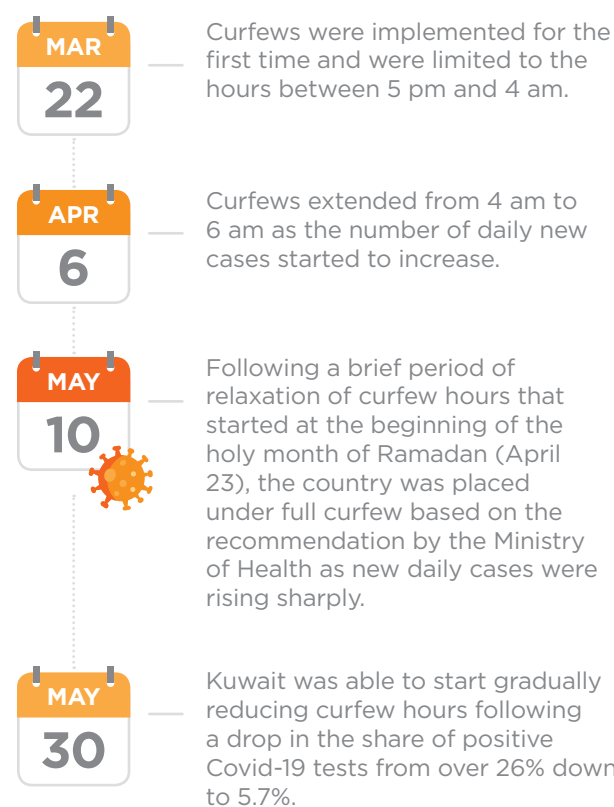 MAR
22
Curfews were implemented for the
first time and were limited to the
hours between 5 pm and 4 am.
APR
6
Curfews extended from 4 am to
6 am as the number of daily new
cases started to increase.
MAY
10
Following a brief period of
relaxation of curfew hours that
started at the beginning of the
holy month of Ramadan (April
23), the country was placed
under full curfew based on the
recommendation by the Ministry
of Health as new daily cases were
rising sharply.
MAY
30
Kuwait was able to start gradually
reducing curfew hours following
a drop in the share of positive
Covid-19 tests from over 26% down
to 5.7%.